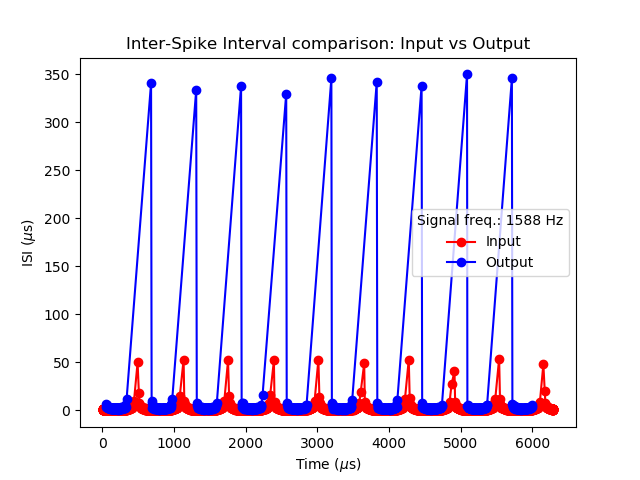 Inter-Spike Interval comparison: Input vs Output
ISI (μs)
350
300
250
200
150
100
50
0
Signal freq.: 1588 Hz
Input
Output
0 1000 2000 3000 4000 5000 6000
Time (μs)